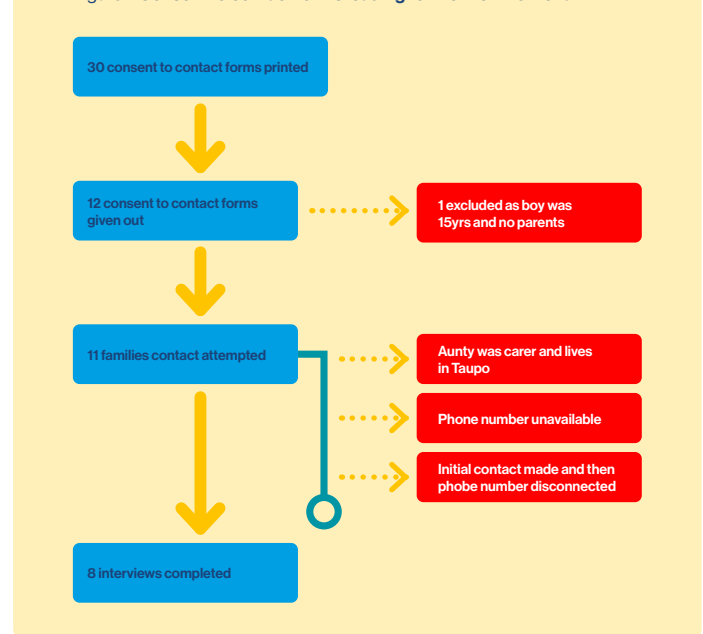 30 consent to contact forms printed
12 consent to contact forms
given out
1 excluded as boy was
15yrs and no parents
11 families contact attempted
Aunty was carer and lives
in Taupo
Phone number unavailable
Initial contact made and then
phobe number disconnected
8 interviews completed